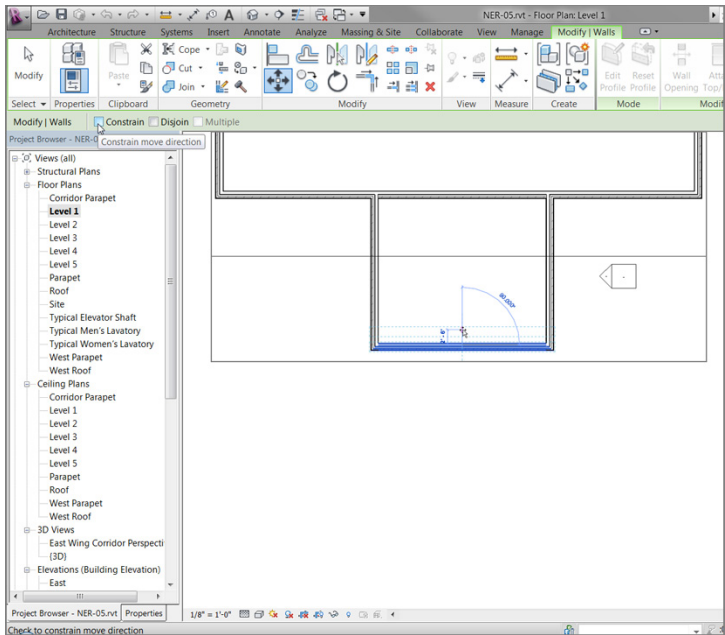 NER-05.rvt - Floor Plan: Level 1
Architecture Structure Systems Insert Annotate Analyze Massing & Site Collaborate View Manage Modify | Walls
Modify Paste Cope Cut Join Edit Profile Reset Profile Wall Opening
Select Properties Clipboard Geometry Modify View Measure Create Mode
Modify | Walls Constrain Disjoin Multiple
Constrain move direction
Project Browser - NER-0
Views (all)
Structural Plans
Floor Plans
Corridor Parapet
Level 1
Level 2
Level 3
Level 4
Level 5
Parapet
Roof
Site
Typical Elevator Shaft
Typical Men's Lavatory
Typical Women's Lavatory
West Parapet
West Roof
Ceiling Plans
Corridor Parapet
Level 1
Level 2
Level 3
Level 4
Level 5
Parapet
Roof
West Parapet
West Roof
3D Views
East Wing Corridor Perspecti
{3D}
Elevations (Building Elevation)
East
90.000°
2' - 6"
Project Browser - NER-05.rvt Properties
1/8" = 1'-0"
Check to constrain move direction